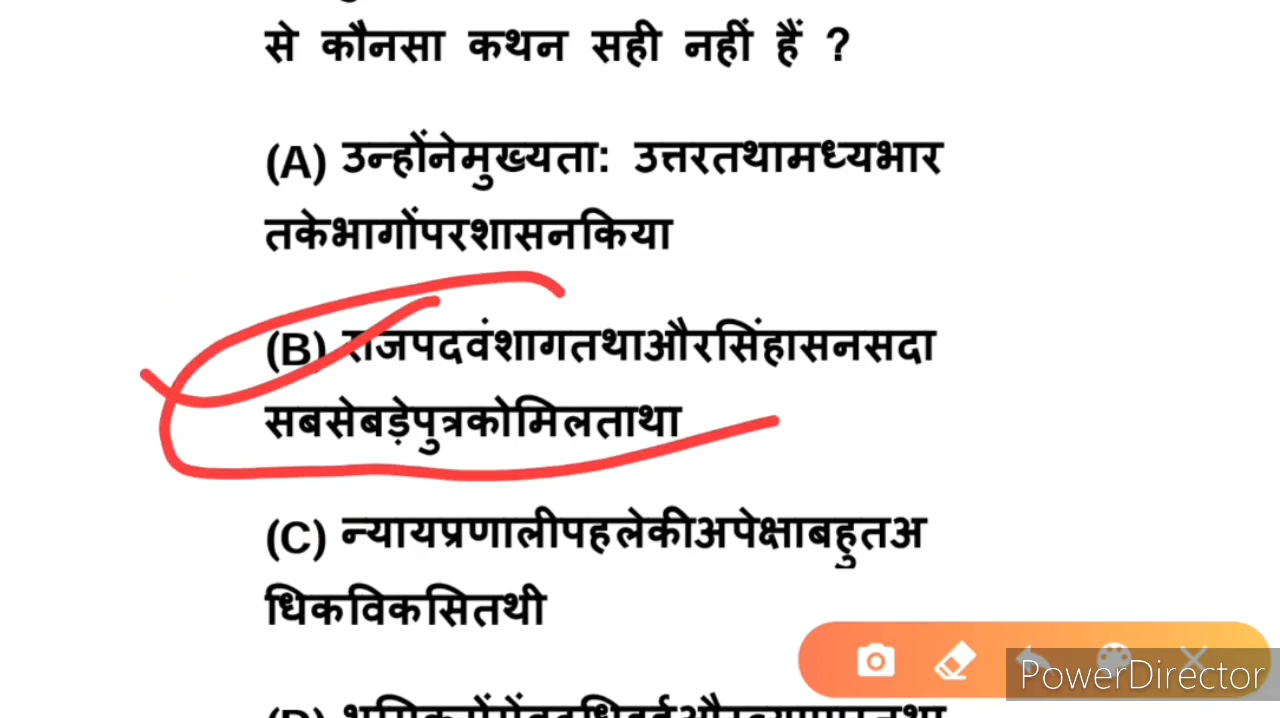 से कौनसा कथन सही नहीं हैं ?
(A) उन्होंनेमुख्यता: उत्तरतथामध्यभार
तकेभागोंपरशासनकिया
(B) राजपदवंशागतथाऔरसिंहासनसदा
सबसेबड़ेपुत्रकोमिलताथा
(C) न्यायप्रणालीपहलेकीअपेक्षाबहुतअ
धिकविकसितथी
(D)
PowerDirector